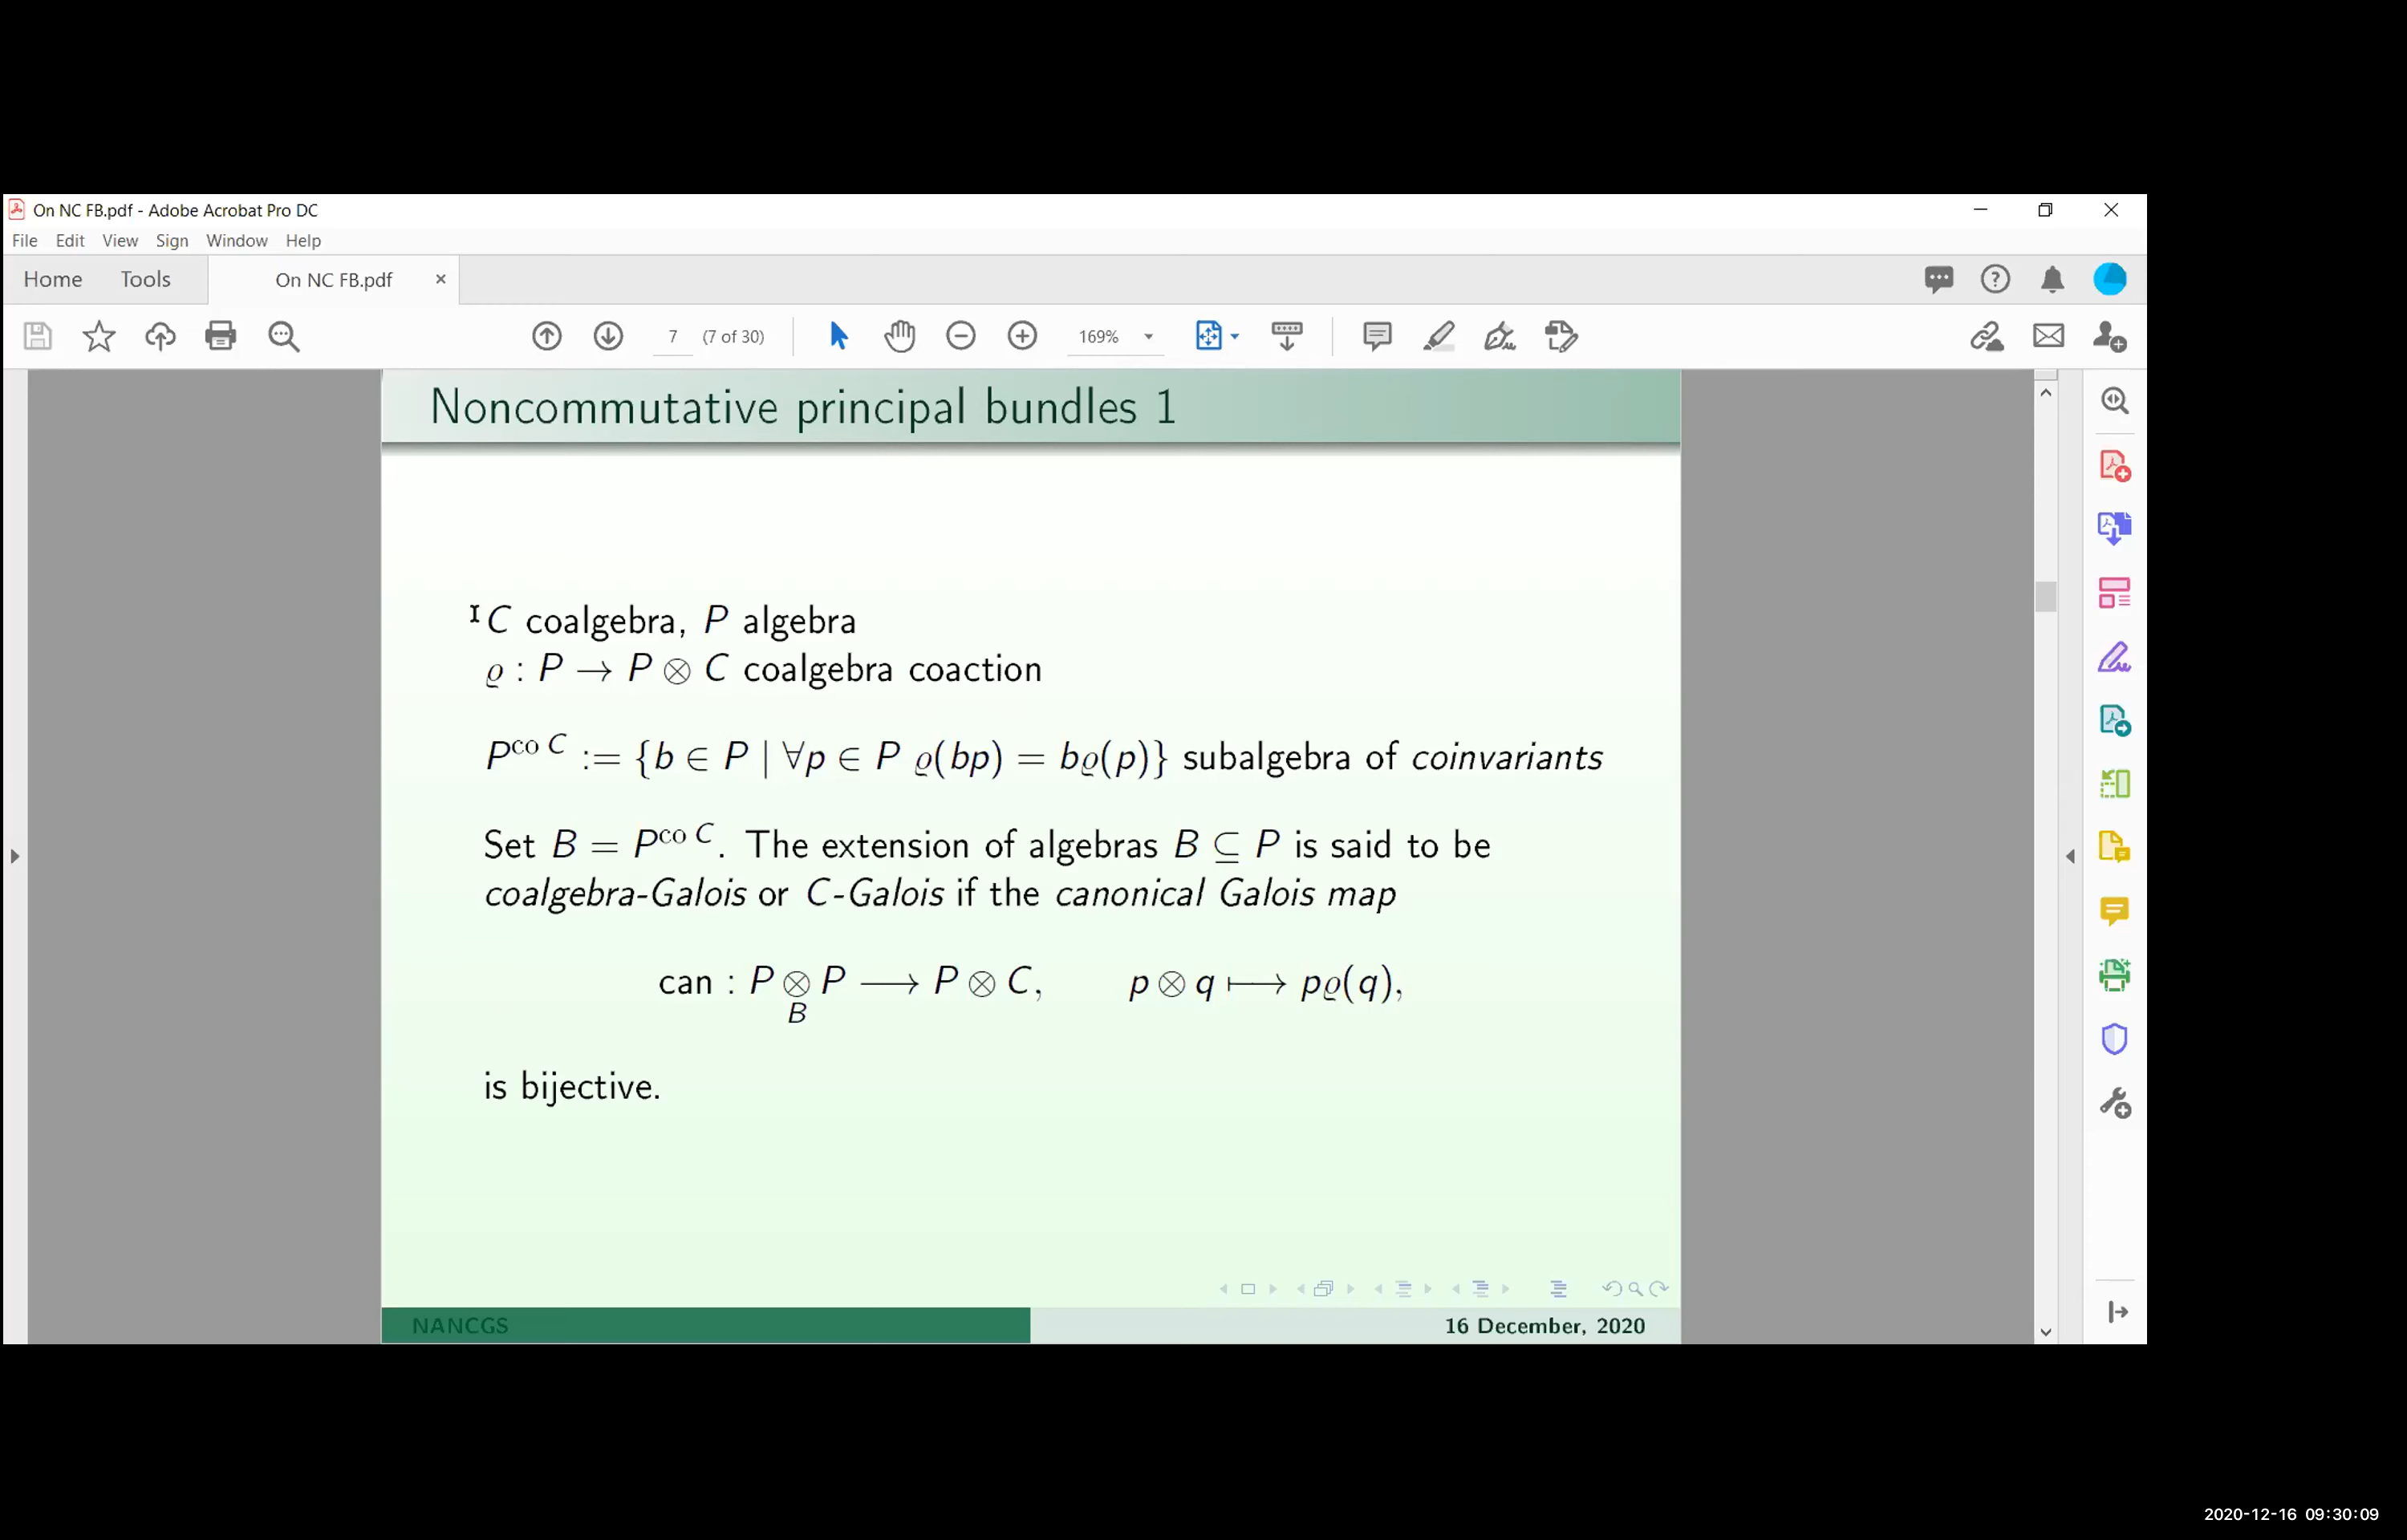 On NC FB.pdf - Adobe Acrobat Pro DC
File Edit View Sign Window Help
Home Tools On NC FB.pdf ×
7 (7 of 30) 169%
Noncommutative principal bundles 1
C coalgebra, P algebra
ϱ : P → P ⊗ C coalgebra coaction
P^{co C} := {b ∈ P | ∀p ∈ P ϱ(bp) = bϱ(p)} subalgebra of coinvariants
Set B = P^{co C}. The extension of algebras B ⊆ P is said to be
coalgebra-Galois or C-Galois if the canonical Galois map
can : P ⊗_B P ⟶ P ⊗ C, p ⊗ q ⟼ pϱ(q),
is bijective.
NANCGS 16 December, 2020
2020-12-16 09:30:09